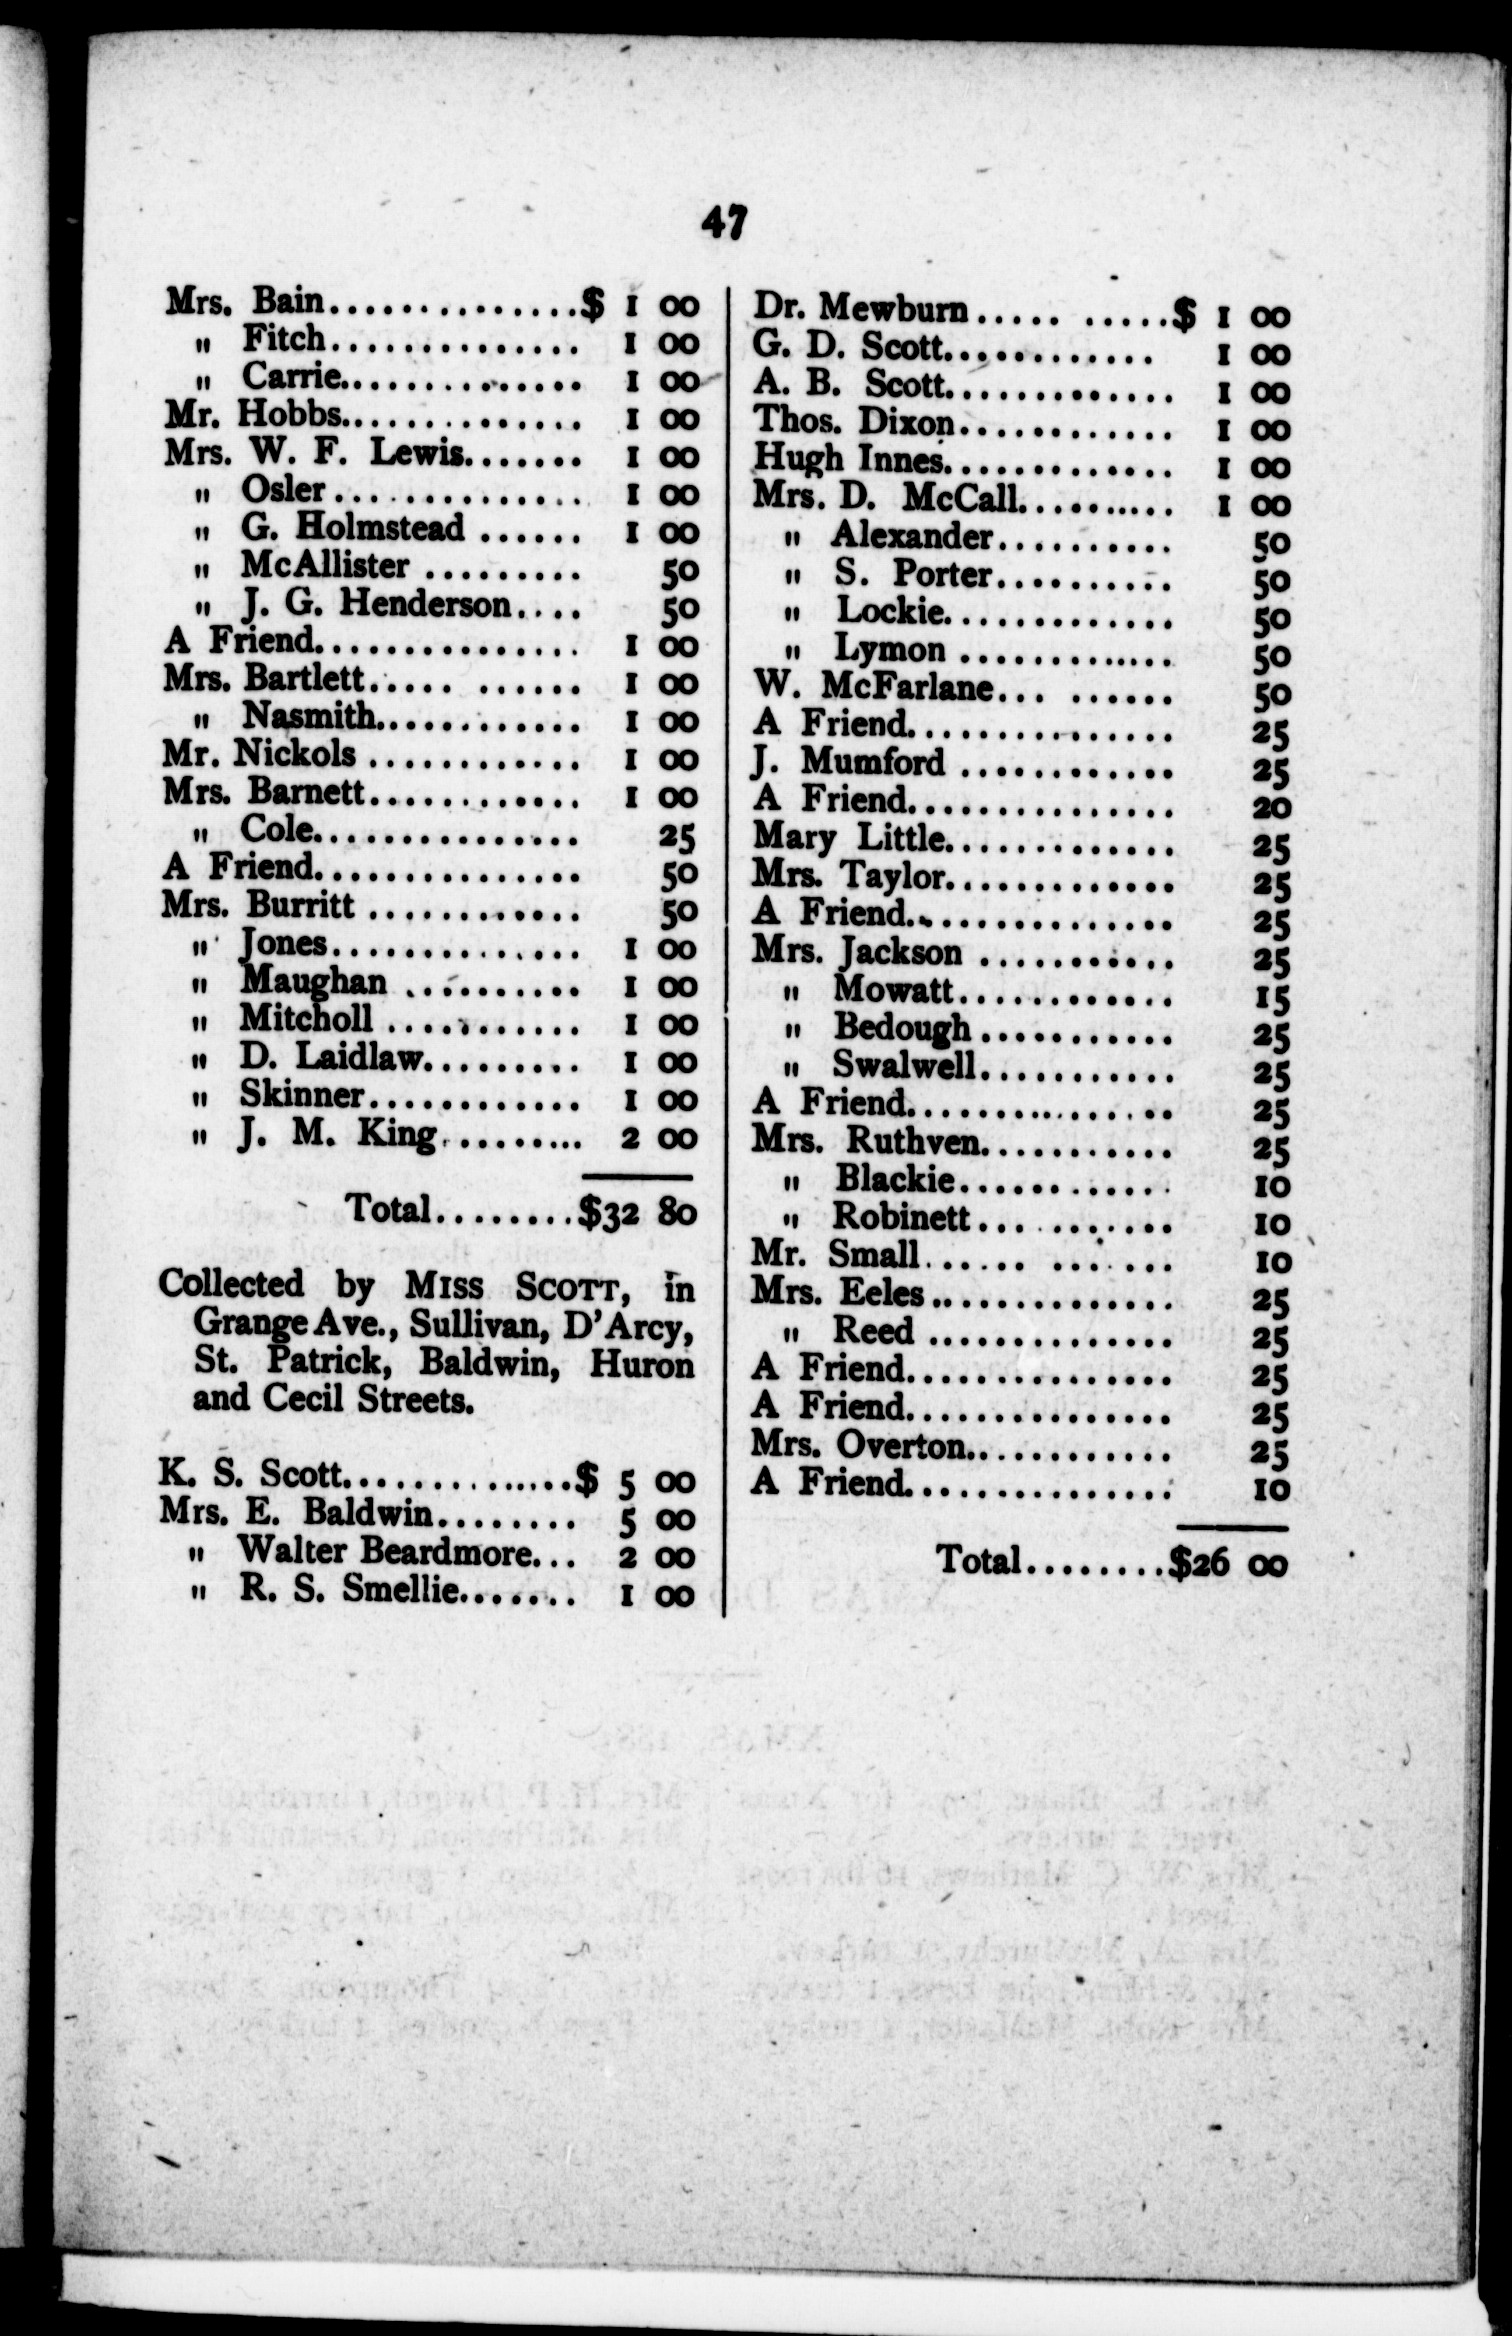 47
Mrs. Bain...............$ 1 00
" Fitch.............. 1 00
" Carrie.............. 1 00
Mr. Hobbs.............. 1 00
Mrs. W. F. Lewis....... 1 00
" Osler............... 1 00
" G. Holmstead ...... 1 00
" McAllister ......... 50
" J. G. Henderson.... 50
A Friend............... 1 00
Mrs. Bartlett..... ...... 1 00
" Nasmith............ 1 00
Mr. Nickols ............ 1 00
Mrs. Barnett............ 1 00
" Cole............... 25
A Friend............... 50
Mrs. Burritt ............ 50
" Jones.............. 1 00
" Maughan .......... 1 00
" Mitcholl ........... 1 00
" D. Laidlaw......... 1 00
" Skinner............ 1 00
" J. M. King......... 2 00
Total........$32 80
Collected by MISS SCOTT, in
Grange Ave., Sullivan, D'Arcy,
St. Patrick, Baldwin, Huron
and Cecil Streets.
K. S. Scott..............$ 5 00
Mrs. E. Baldwin........ 5 00
" Walter Beardmore... 2 00
" R. S. Smellie....... 1 00
Dr. Mewburn..... .....$ 1 00
G. D. Scott............ 1 00
A. B. Scott............. 1 00
Thos. Dixon............ 1 00
Hugh Innes............. 1 00
Mrs. D. McCall......... 1 00
" Alexander.......... 50
" S. Porter.......... 50
" Lockie............. 50
" Lymon ............ 50
W. McFarlane... ...... 50
A Friend............... 25
J. Mumford ............ 25
A Friend............... 20
Mary Little............. 25
Mrs. Taylor............. 25
A Friend............... 25
Mrs. Jackson ........... 25
" Mowatt............ 15
" Bedough........... 25
" Swalwell........... 25
A Friend............... 25
Mrs. Ruthven........... 25
" Blackie............ 10
" Robinett........... 10
Mr. Small...... ....... 10
Mrs. Eeles.............. 25
" Reed .............. 25
A Friend............... 25
A Friend............... 25
Mrs. Overton............ 25
A Friend............... 10
Total........$26 00